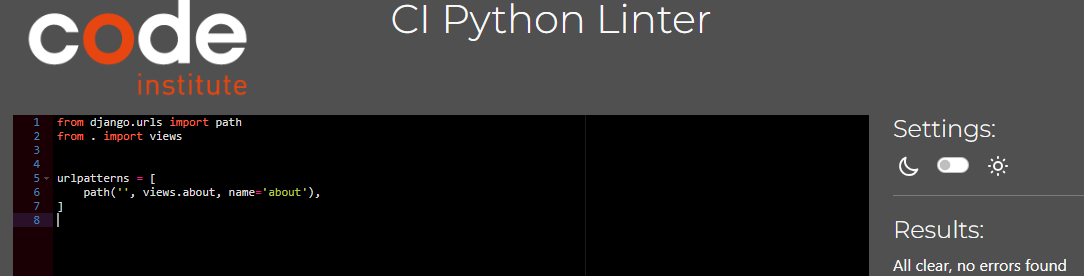 code
institute
CI Python Linter
1 from django.urls import path
2 from . import views
3
4
5 urlpatterns = [
6     path('', views.about, name='about'),
7 ]
8
Settings:
Results:
All clear, no errors found